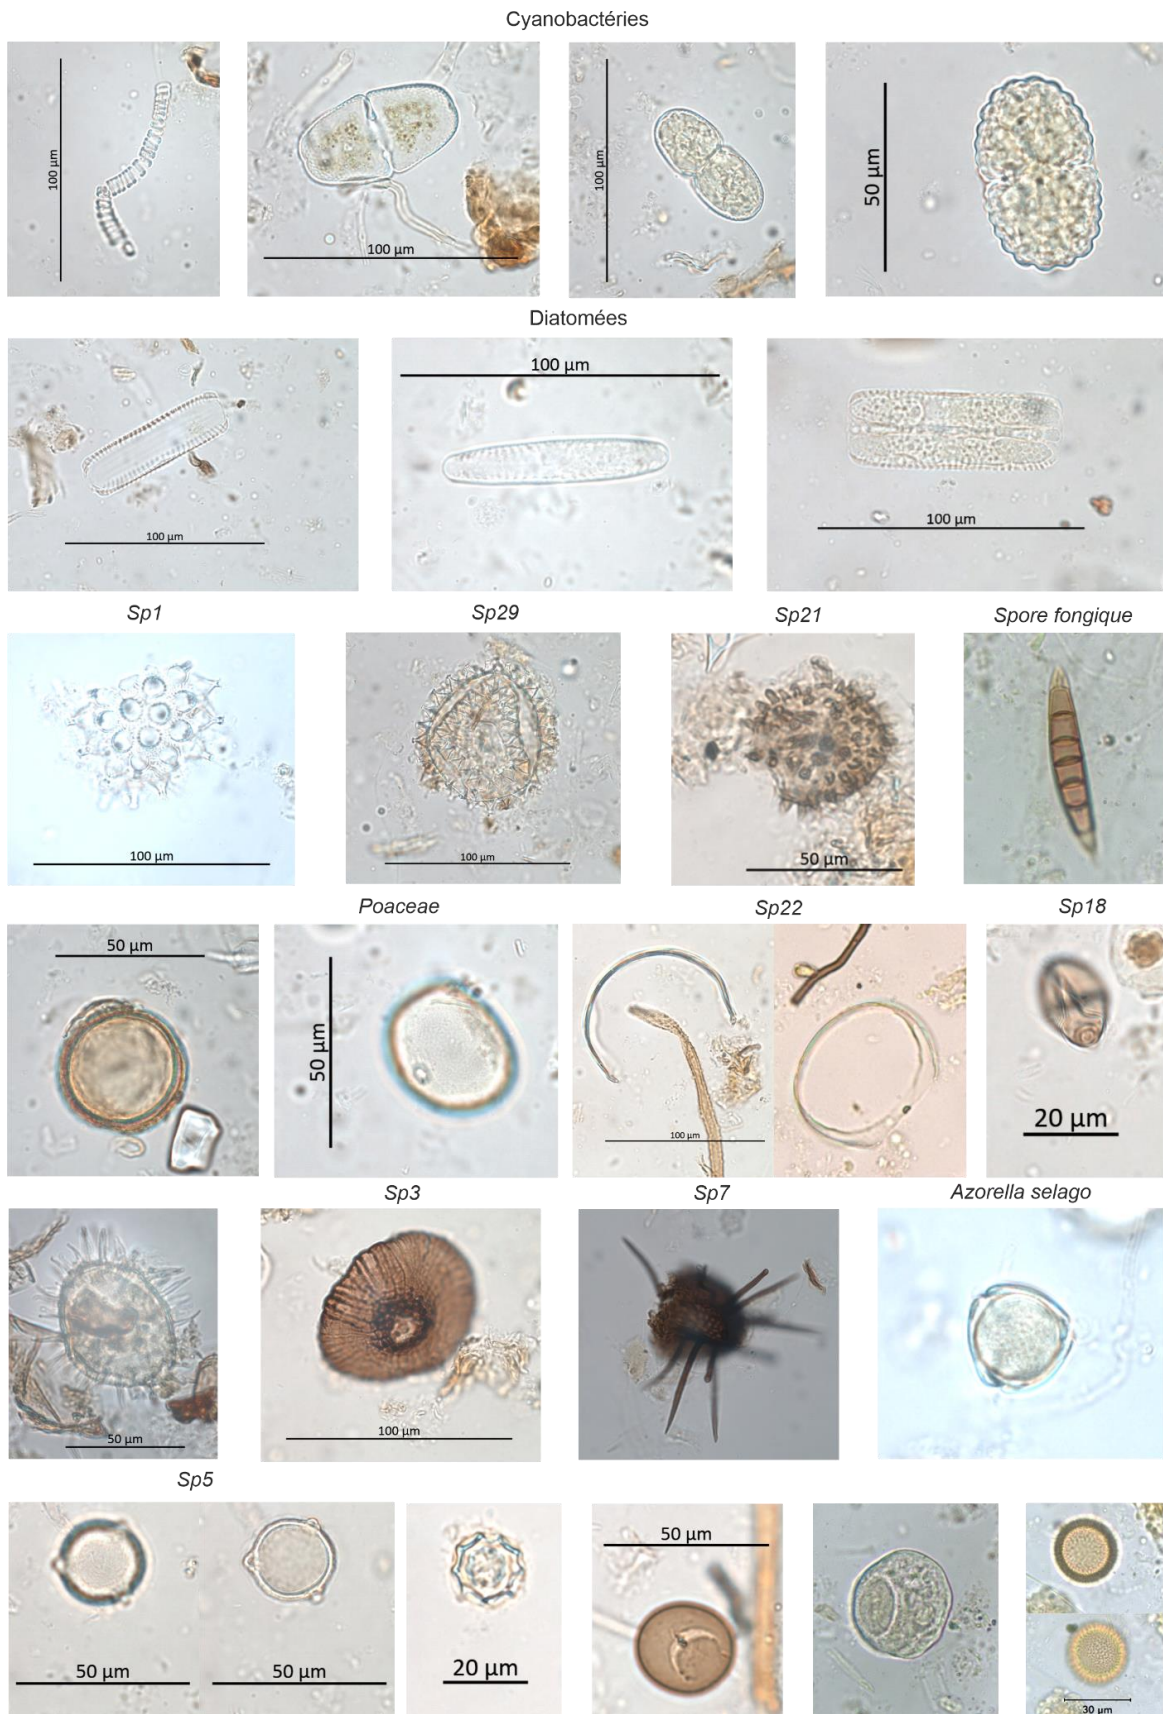 Cyanobactéries
100 µm
100 µm
100 µm
50 µm
Diatomées
100 µm
100 µm
100 µm
Sp1
Sp29
Sp21
Spore fongique
100 µm
100 µm
50 µm
Poaceae
Sp22
Sp18
50 µm
50 µm
100 µm
20 µm
Sp3
Sp7
Azorella selago
50 µm
100 µm
Sp5
50 µm
50 µm
20 µm
50 µm
30 µm